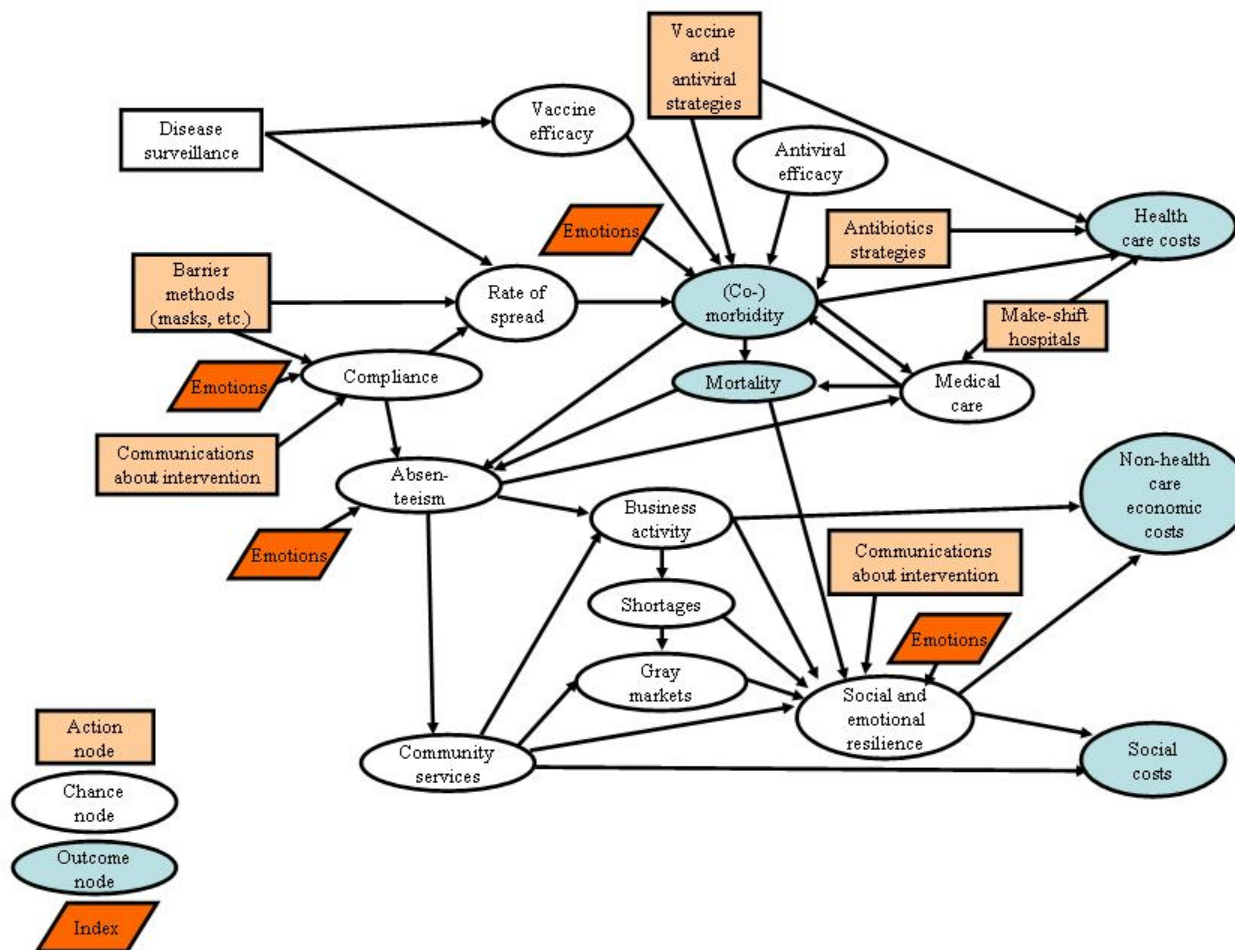 Vaccine
and
antiviral
strategies
Disease
surveillance
Vaccine
efficacy
Antiviral
efficacy
Emotions
Antibiotics
strategies
Health
care costs
Barrier
methods
(masks, etc.)
Rate of
spread
(Co-)
morbidity
Make-shift
hospitals
Emotions
Compliance
Mortality
Medical
care
Communications
about intervention
Absen-
teeism
Non-health
care
economic
costs
Emotions
Business
activity
Communications
about intervention
Shortages
Emotions
Gray
markets
Social and
emotional
resilience
Community
services
Social
costs
Action
node
Chance
node
Outcome
node
Index